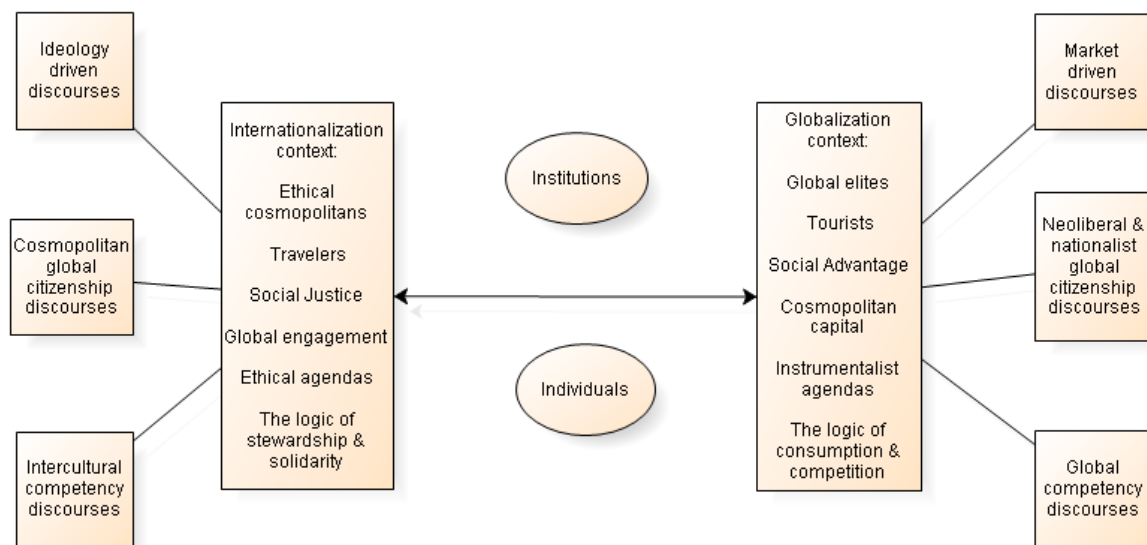 Ideology
driven
discourses
Cosmopolitan
global
citizenship
discourses
Intercultural
competency
discourses
Internationalization
context:
Ethical
cosmopolitans
Travelers
Social Justice
Global engagement
Ethical agendas
The logic of
stewardship &
solidarity
Institutions
Individuals
Globalization
context:
Global elites
Tourists
Social Advantage
Cosmopolitan
capital
Instrumentalist
agendas
The logic of
consumption &
competition
Market
driven
discourses
Neoliberal &
nationalist
global
citizenship
discourses
Global
competency
discourses